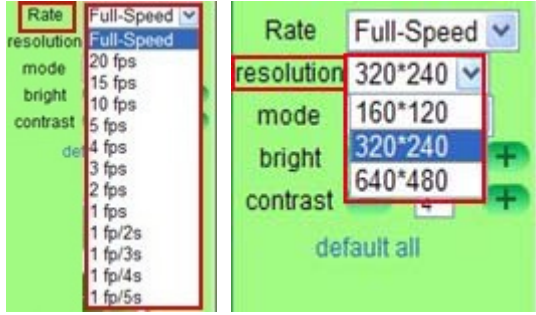 Rate Full-Speed
resolution Full-Speed
mode 20 fps
15 fps
bright 10 fps
contrast 5 fps
de 4 fps
3 fps
2 fps
1 fps
1 fp/2s
1 fp/3s
1 fp/4s
1 fp/5s
Rate Full-Speed
resolution 320*240
mode 160*120
bright 320*240 +
640*480
contrast 4 +
default all